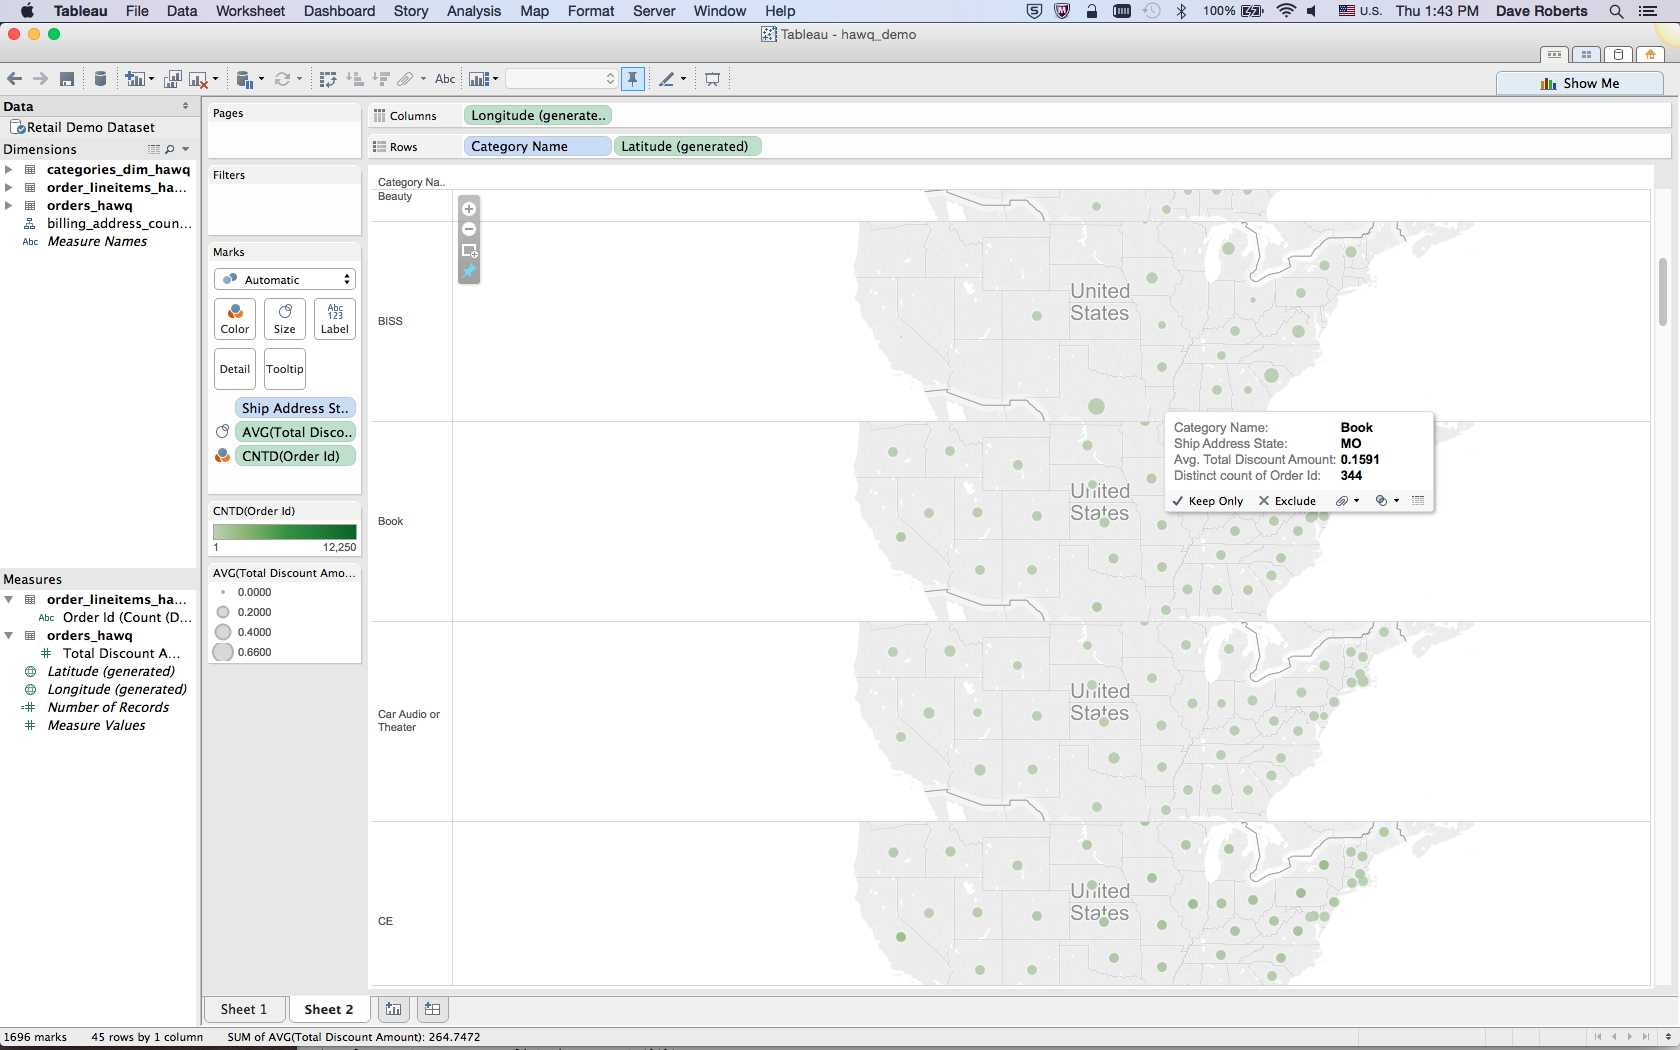 Tableau File Data Worksheet Dashboard Story Analysis Map Format Server Window Help 100% U.S. Thu 1:43 PM Dave Roberts
Tableau - hawq_demo
Abc
Show Me
Data
Retail Demo Dataset
Dimensions
categories_dim_hawq
order_lineitems_ha...
orders_hawq
billing_address_coun...
Abc Measure Names
Measures
order_lineitems_ha...
Abc Order Id (Count (D...
orders_hawq
# Total Discount A...
Latitude (generated)
Longitude (generated)
=# Number of Records
# Measure Values
Pages
Filters
Marks
Automatic
Color
Size
Abc
123
Label
Detail
Tooltip
Ship Address St..
AVG(Total Disco..
CNTD(Order Id)
CNTD(Order Id)
1 12,250
AVG(Total Discount Amo...
0.0000
0.2000
0.4000
0.6600
Columns Longitude (generate..
Rows Category Name Latitude (generated)
Category Na..
Beauty
BISS
United
States
Book
United
States
Category Name: Book
Ship Address State: MO
Avg. Total Discount Amount: 0.1591
Distinct count of Order Id: 344
Keep Only Exclude
Car Audio or
Theater
United
States
CE
United
States
Sheet 1 Sheet 2
1696 marks 45 rows by 1 column SUM of AVG(Total Discount Amount): 264.7472